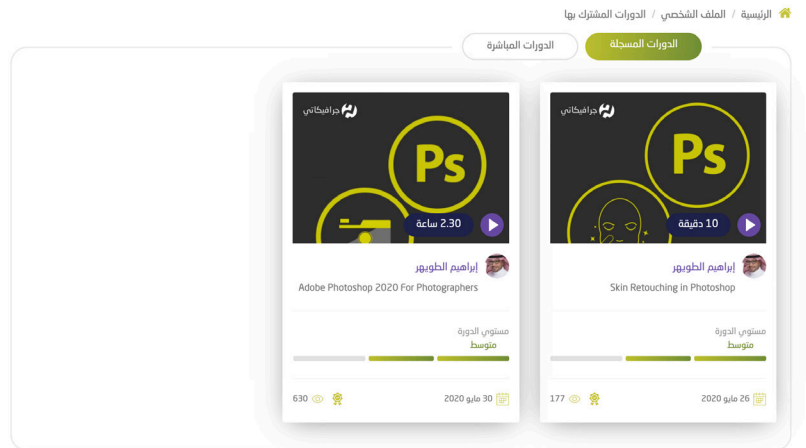 الرئيسية / الملف الشخصي / الدورات المشترك بها
الدورات المسجلة
الدورات المباشرة
جرافيكاتي
Ps
10 دقيقة
إبراهيم الطويهر
Skin Retouching in Photoshop
مستوي الدورة
متوسط
26 مايو 2020
177
جرافيكاتي
Ps
2.30 ساعة
إبراهيم الطويهر
Adobe Photoshop 2020 For Photographers
مستوي الدورة
متوسط
30 مايو 2020
630